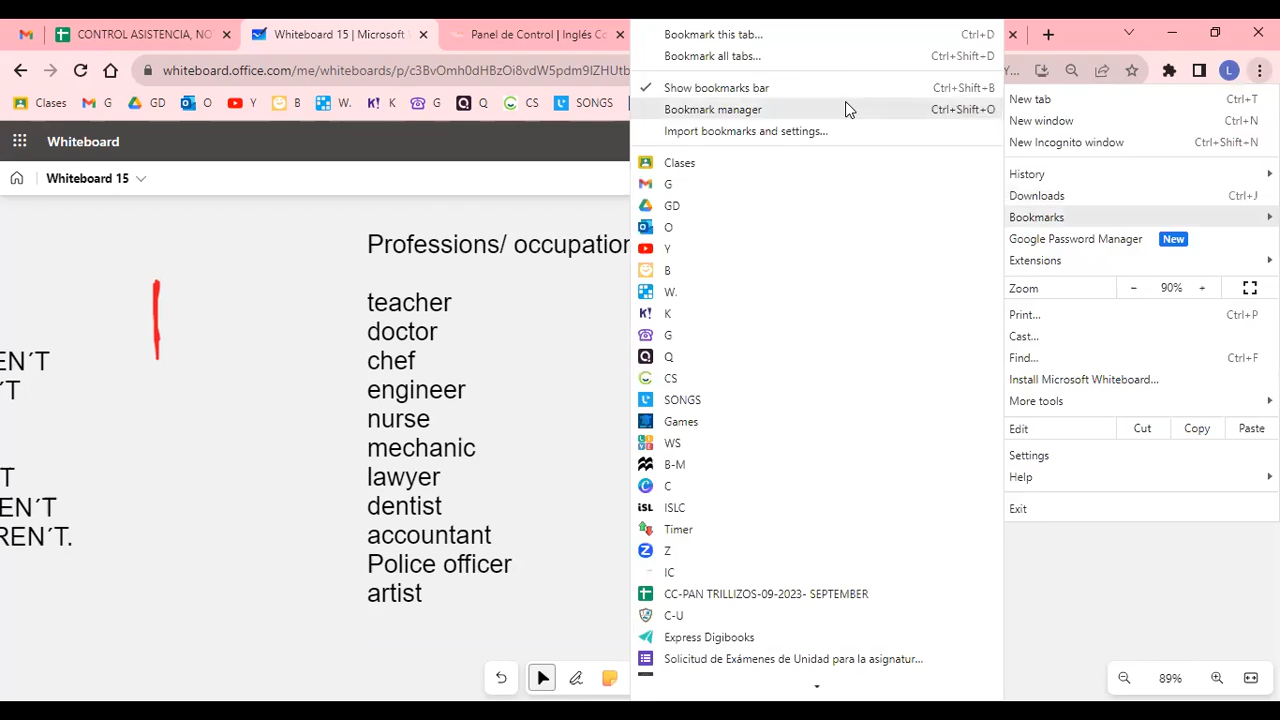 CONTROL ASISTENCIA, NO
Whiteboard 15 | Microsoft
Panel de Control | Inglés Co
whiteboard.office.com/me/whiteboards/p/c3BvOmh0dHBzOi8vdW5pdm9lZHUtb
Clases
G
GD
O
Y
B
W.
K
G
Q
CS
SONGS
Whiteboard
Whiteboard 15
EN´T
´T
T
EN´T
REN´T.
Professions/ occupation
teacher
doctor
chef
engineer
nurse
mechanic
lawyer
dentist
accountant
Police officer
artist
Bookmark this tab... Ctrl+D
Bookmark all tabs... Ctrl+Shift+D
Show bookmarks bar Ctrl+Shift+B
Bookmark manager Ctrl+Shift+O
Import bookmarks and settings...
Clases
G
GD
O
Y
B
W.
K
G
Q
CS
SONGS
Games
WS
B-M
C
ISLC
Timer
Z
IC
CC-PAN TRILLIZOS-09-2023- SEPTEMBER
C-U
Express Digibooks
Solicitud de Exámenes de Unidad para la asignatur...
L
New tab Ctrl+T
New window Ctrl+N
New Incognito window Ctrl+Shift+N
History
Downloads Ctrl+J
Bookmarks
Google Password Manager New
Extensions
Zoom - 90% +
Print... Ctrl+P
Cast...
Find... Ctrl+F
Install Microsoft Whiteboard...
More tools
Edit Cut Copy Paste
Settings
Help
Exit
89%